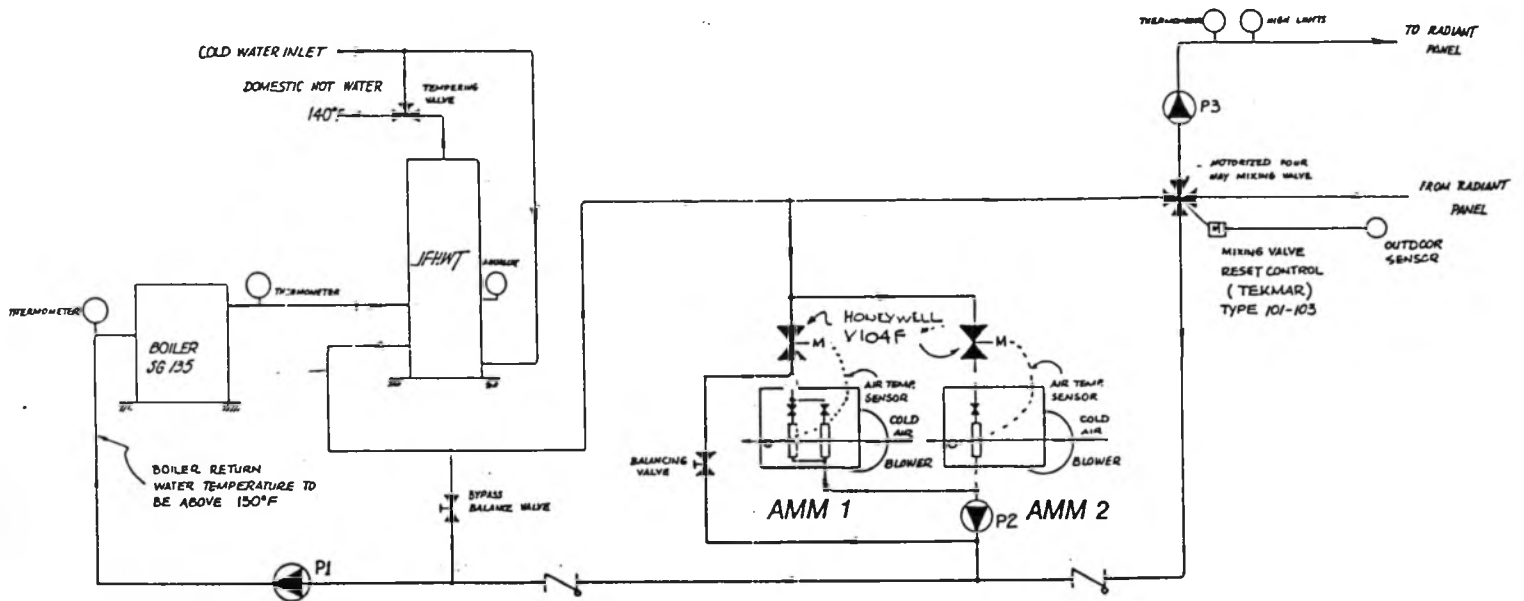 THERMOMETER
HIGH LIMITS
TO RADIANT
PANEL
COLD WATER INLET
DOMESTIC HOT WATER
TEMPERING
VALVE
140°F
P3
MOTORIZED FOUR
WAY MIXING VALVE
FROM RADIANT
PANEL
M
OUTDOOR
SENSOR
MIXING VALVE
RESET CONTROL
(TEKMAR)
TYPE 101-103
IFHWT
THERMOMETER
THERMOMETER
BOILER
SG 135
HONEYWELL
V104F
M
M
AIR TEMP.
SENSOR
AIR TEMP.
SENSOR
COLD
AIR
COLD
AIR
BLOWER
BLOWER
BALANCING
VALVE
BOILER RETURN
WATER TEMPERATURE TO
BE ABOVE 130°F
BYPASS
BALANCE VALVE
AMM 1
AMM 2
P2
P1